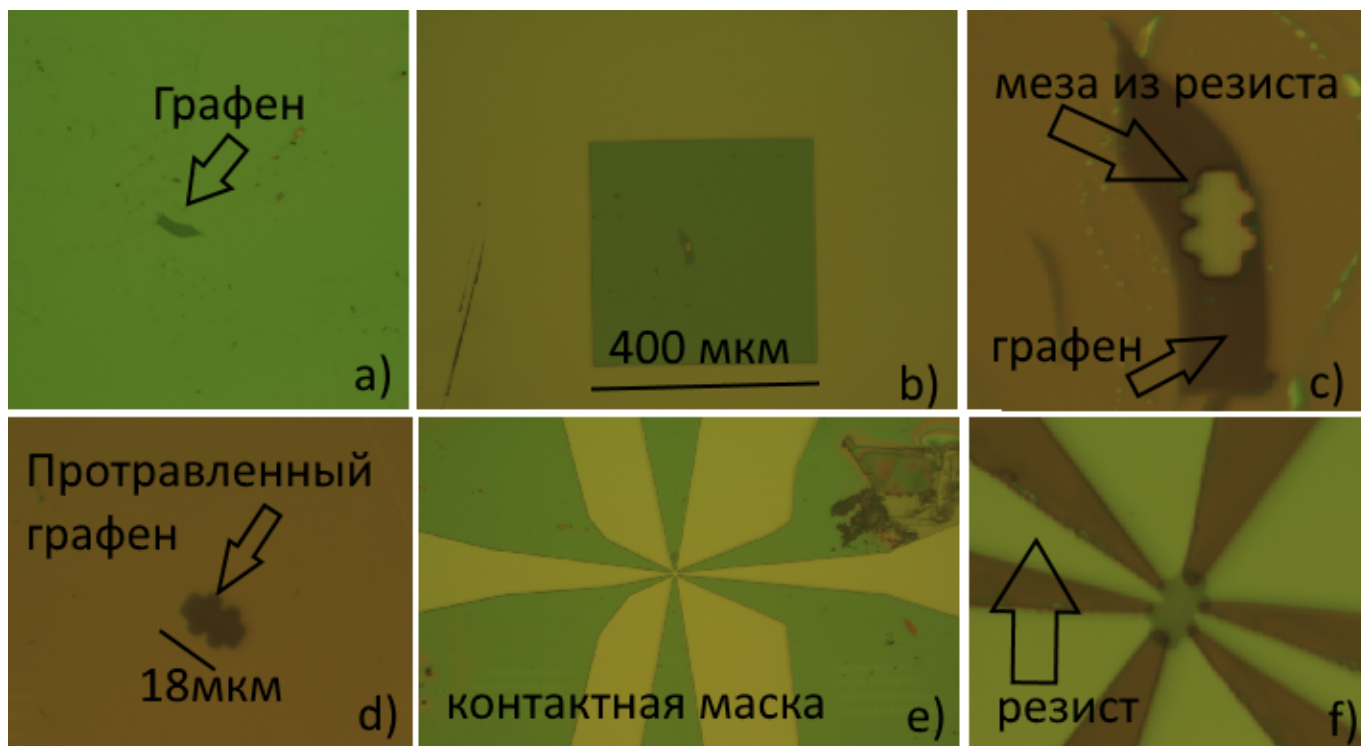 Графен
a)
400 мкм
b)
меза из резиста
графен
c)
Протравленный
графен
18мкм
d)
контактная маска
e)
резист
f)